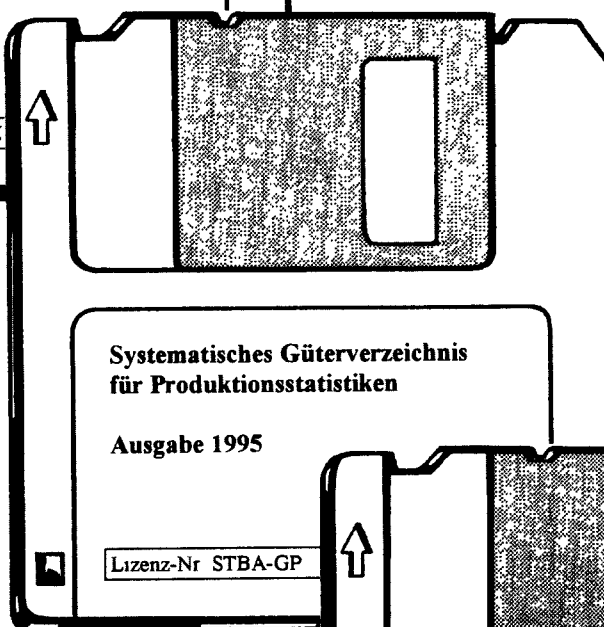 Systematisches Güterverzeichnis
für Produktionsstatistiken
Ausgabe 1995
Lizenz-Nr STBA-GP